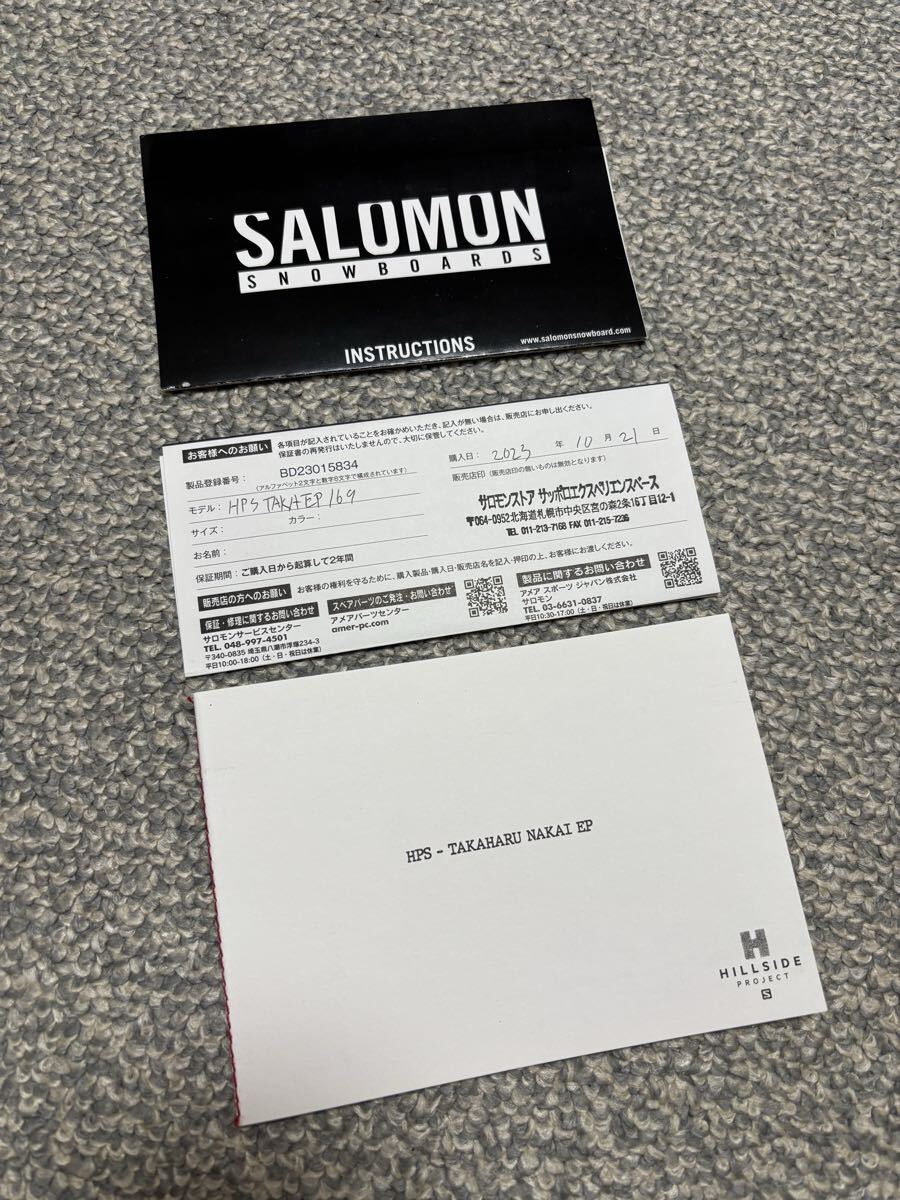 SALOMON
SNOWBOARDS
INSTRUCTIONS
www.salomonsnowboard.com
お客様へのお願い
各項目が記入されていることをお確かめいただき、記入が無い場合は、販売店にお申し出ください。
保証書の再発行はいたしませんので、大切に保管してください。
製品登録番号： BD23015834
（アルファベット2文字と数字8文字で構成されています）
モデル： HPS TAKA EP 169
サイズ： カラー：
お名前：
保証期間：ご購入日から起算して2年間
購入日： 2023 年 10 月 21 日
販売店印（販売店印の無いものは無効となります）
サロモンストア サッポロエクスペリエンスベース
〒064-0952北海道札幌市中央区宮の森2条16丁目12-1
TEL 011-213-7168 FAX 011-215-7236
販売店の方へのお願い
お客様の権利を守るために、購入製品・購入日・販売店名を記入・押印の上、お客様にお渡しください。
保証・修理に関するお問い合わせ
サロモンサービスセンター
TEL. 048-997-4501
〒340-0835 埼玉県八潮市浮塚234-3
平日10:00-18:00（土・日・祝日は休業）
スペアパーツのご発注・お問い合わせ
アメアパーツセンター
amer-pc.com
製品に関するお問い合わせ
アメア スポーツ ジャパン株式会社
サロモン
TEL. 03-6631-0837
平日10:30-17:00（土・日・祝日は休業）
HPS - TAKAHARU NAKAI EP
H
HILLSIDE
PROJECT
S